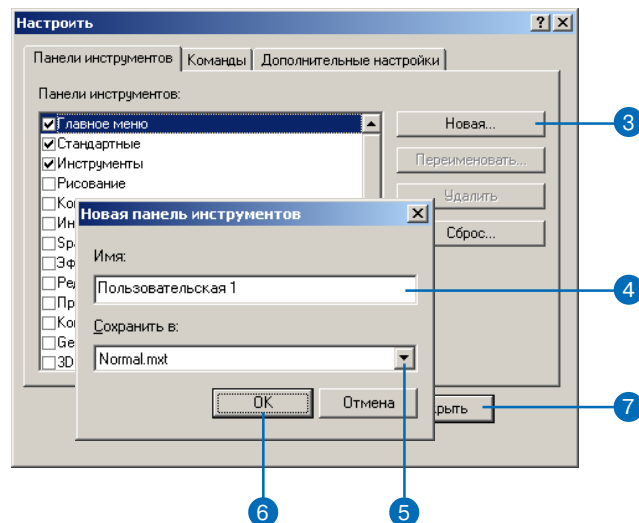 Настроить
Панели инструментов Команды Дополнительные настройки
Панели инструментов:
Главное меню
Стандартные
Инструменты
Рисование
Новая...
Переименовать...
Удалить
Сброс...
3
Новая панель инструментов
Имя:
Пользовательская 1
4
Сохранить в:
Normal.mxt
OK
Отмена
3D
7
6
5